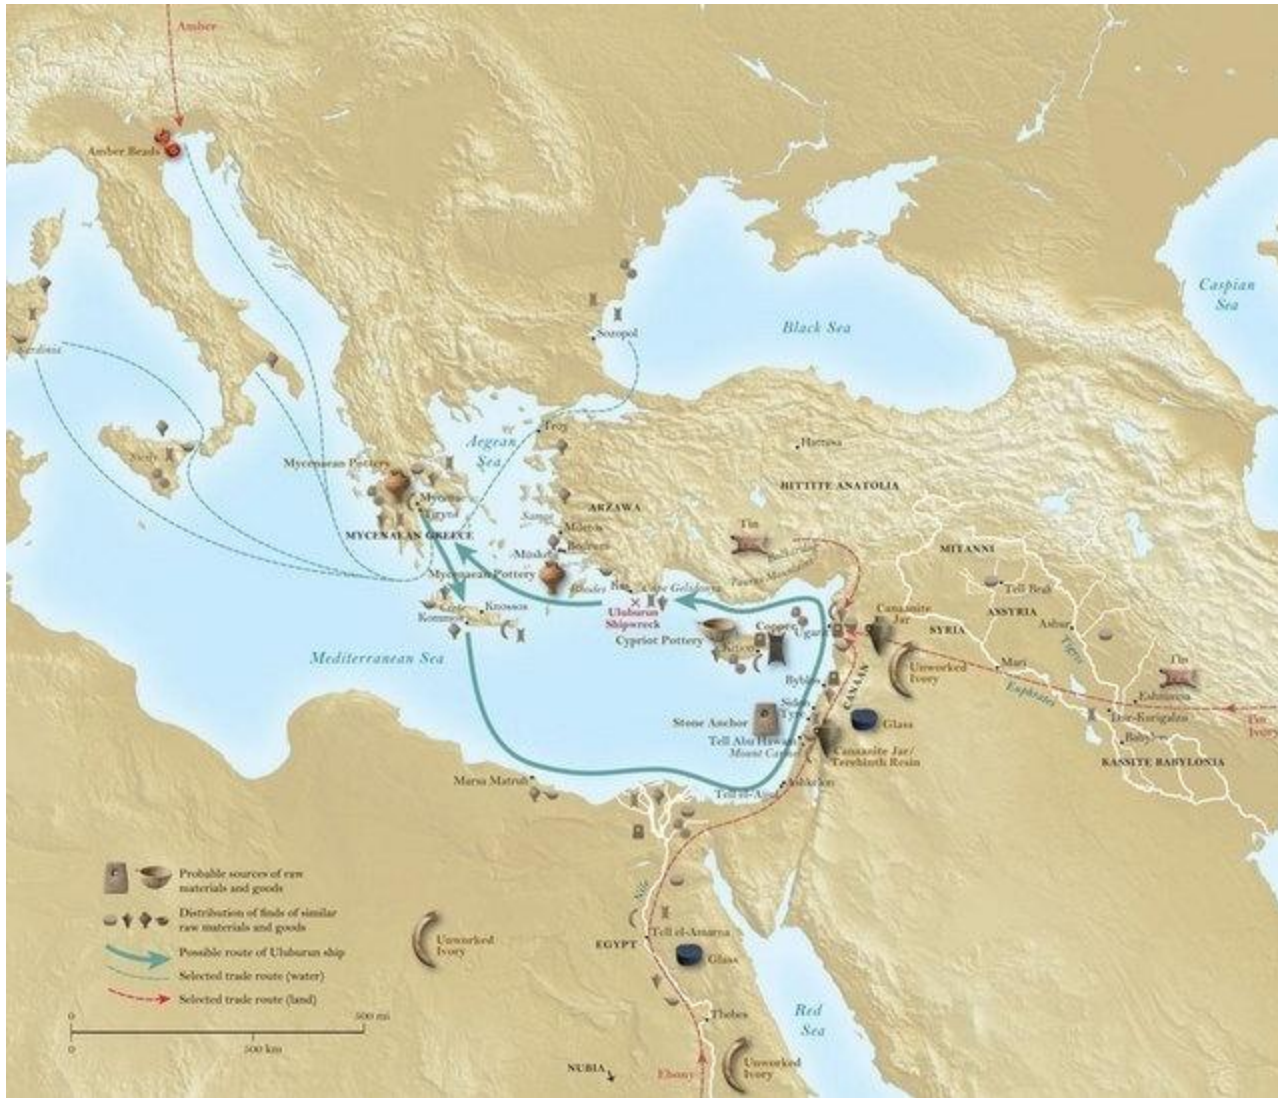 Amber
Amber Beads
Caspian
Sea
Black Sea
Sozopol
Sardinia
Sicily
Aegean
Sea
Troy
Hattusa
HITTITE ANATOLIA
Mycenaean Pottery
Mycenae
Tiryns
MYCENAEAN GREECE
ARZAWA
Samos
Miletus
Bodrum
Müskebi
Mycenaean Pottery
Rhodes
Kaş
Cape Gelidonya
Uluburun
Shipwreck
Tin
Taurus Mountains
MITANNI
Tell Brak
ASSYRIA
Ashur
Tigris
SYRIA
Canaanite
Jar
Crete
Knossos
Kommos
Copper
Ugarit
Cypriot Pottery
Unworked
Ivory
Mari
Euphrates
Tin
Eshnunna
Tin
Ivory
Dur-Kurigalzu
Babylon
KASSITE BABYLONIA
Mediterranean Sea
Byblos
CANAAN
Sidon
Tyre
Stone Anchor
Glass
Tell Abu Hawam
Mount Carmel
Canaanite Jar/
Terebinth Resin
Marsa Matruh
Tell el-Ajjul
Ashkelon
Nile
Probable sources of raw
materials and goods
Distribution of finds of similar
raw materials and goods
Possible route of Uluburun ship
Selected trade route (water)
Selected trade route (land)
0
500 mi
0
500 km
Unworked
Ivory
EGYPT
Tell el-Amarna
Glass
Thebes
Red
Sea
NUBIA
Ebony
Unworked
Ivory